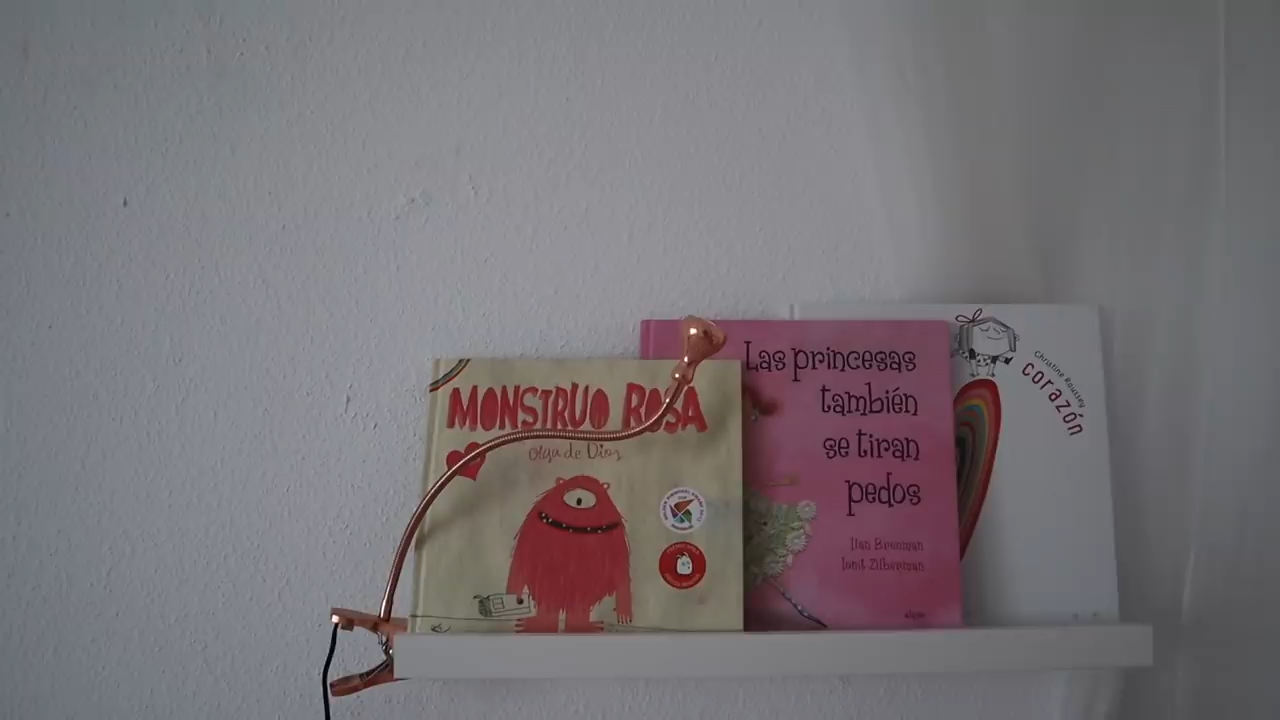 MONSTRUO ROSA
Olga de Dios
Las princesas
también
se tiran
pedos
Ilan Brenman
Ionit Zilberman
Christine Roussey
corazón